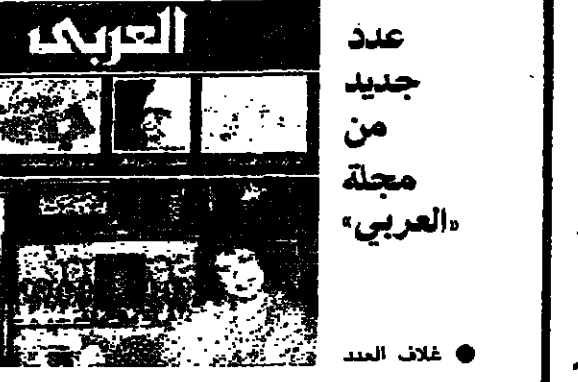 العربي
عدد
جديد
من
مجلة
«العربي»
● غلاف العدد